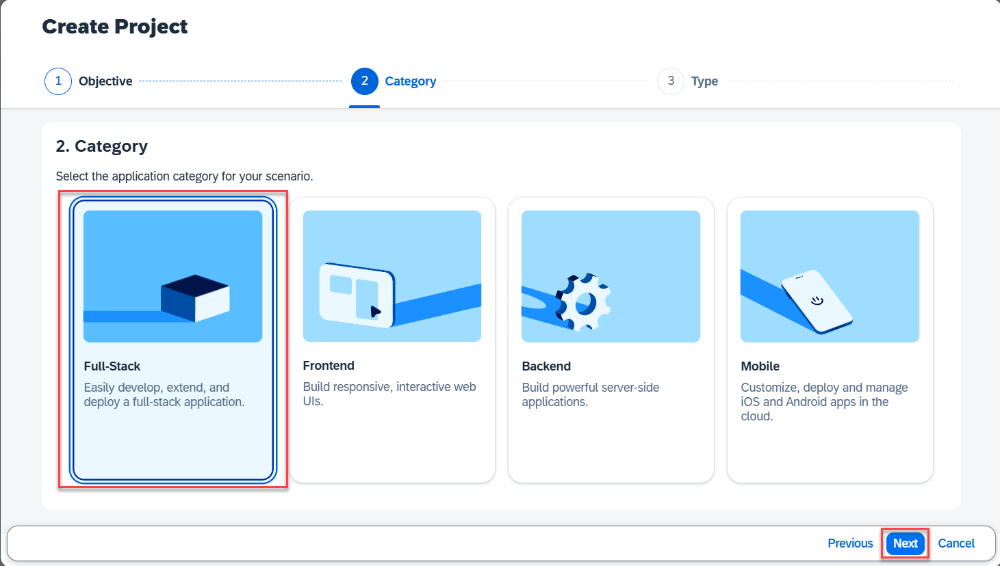 Create Project
1 Objective
2 Category
3 Type
2. Category
Select the application category for your scenario.
Full-Stack
Easily develop, extend, and
deploy a full-stack application.
Frontend
Build responsive, interactive web
UIs.
Backend
Build powerful server-side
applications.
Mobile
Customize, deploy and manage
iOS and Android apps in the
cloud.
Previous Next Cancel